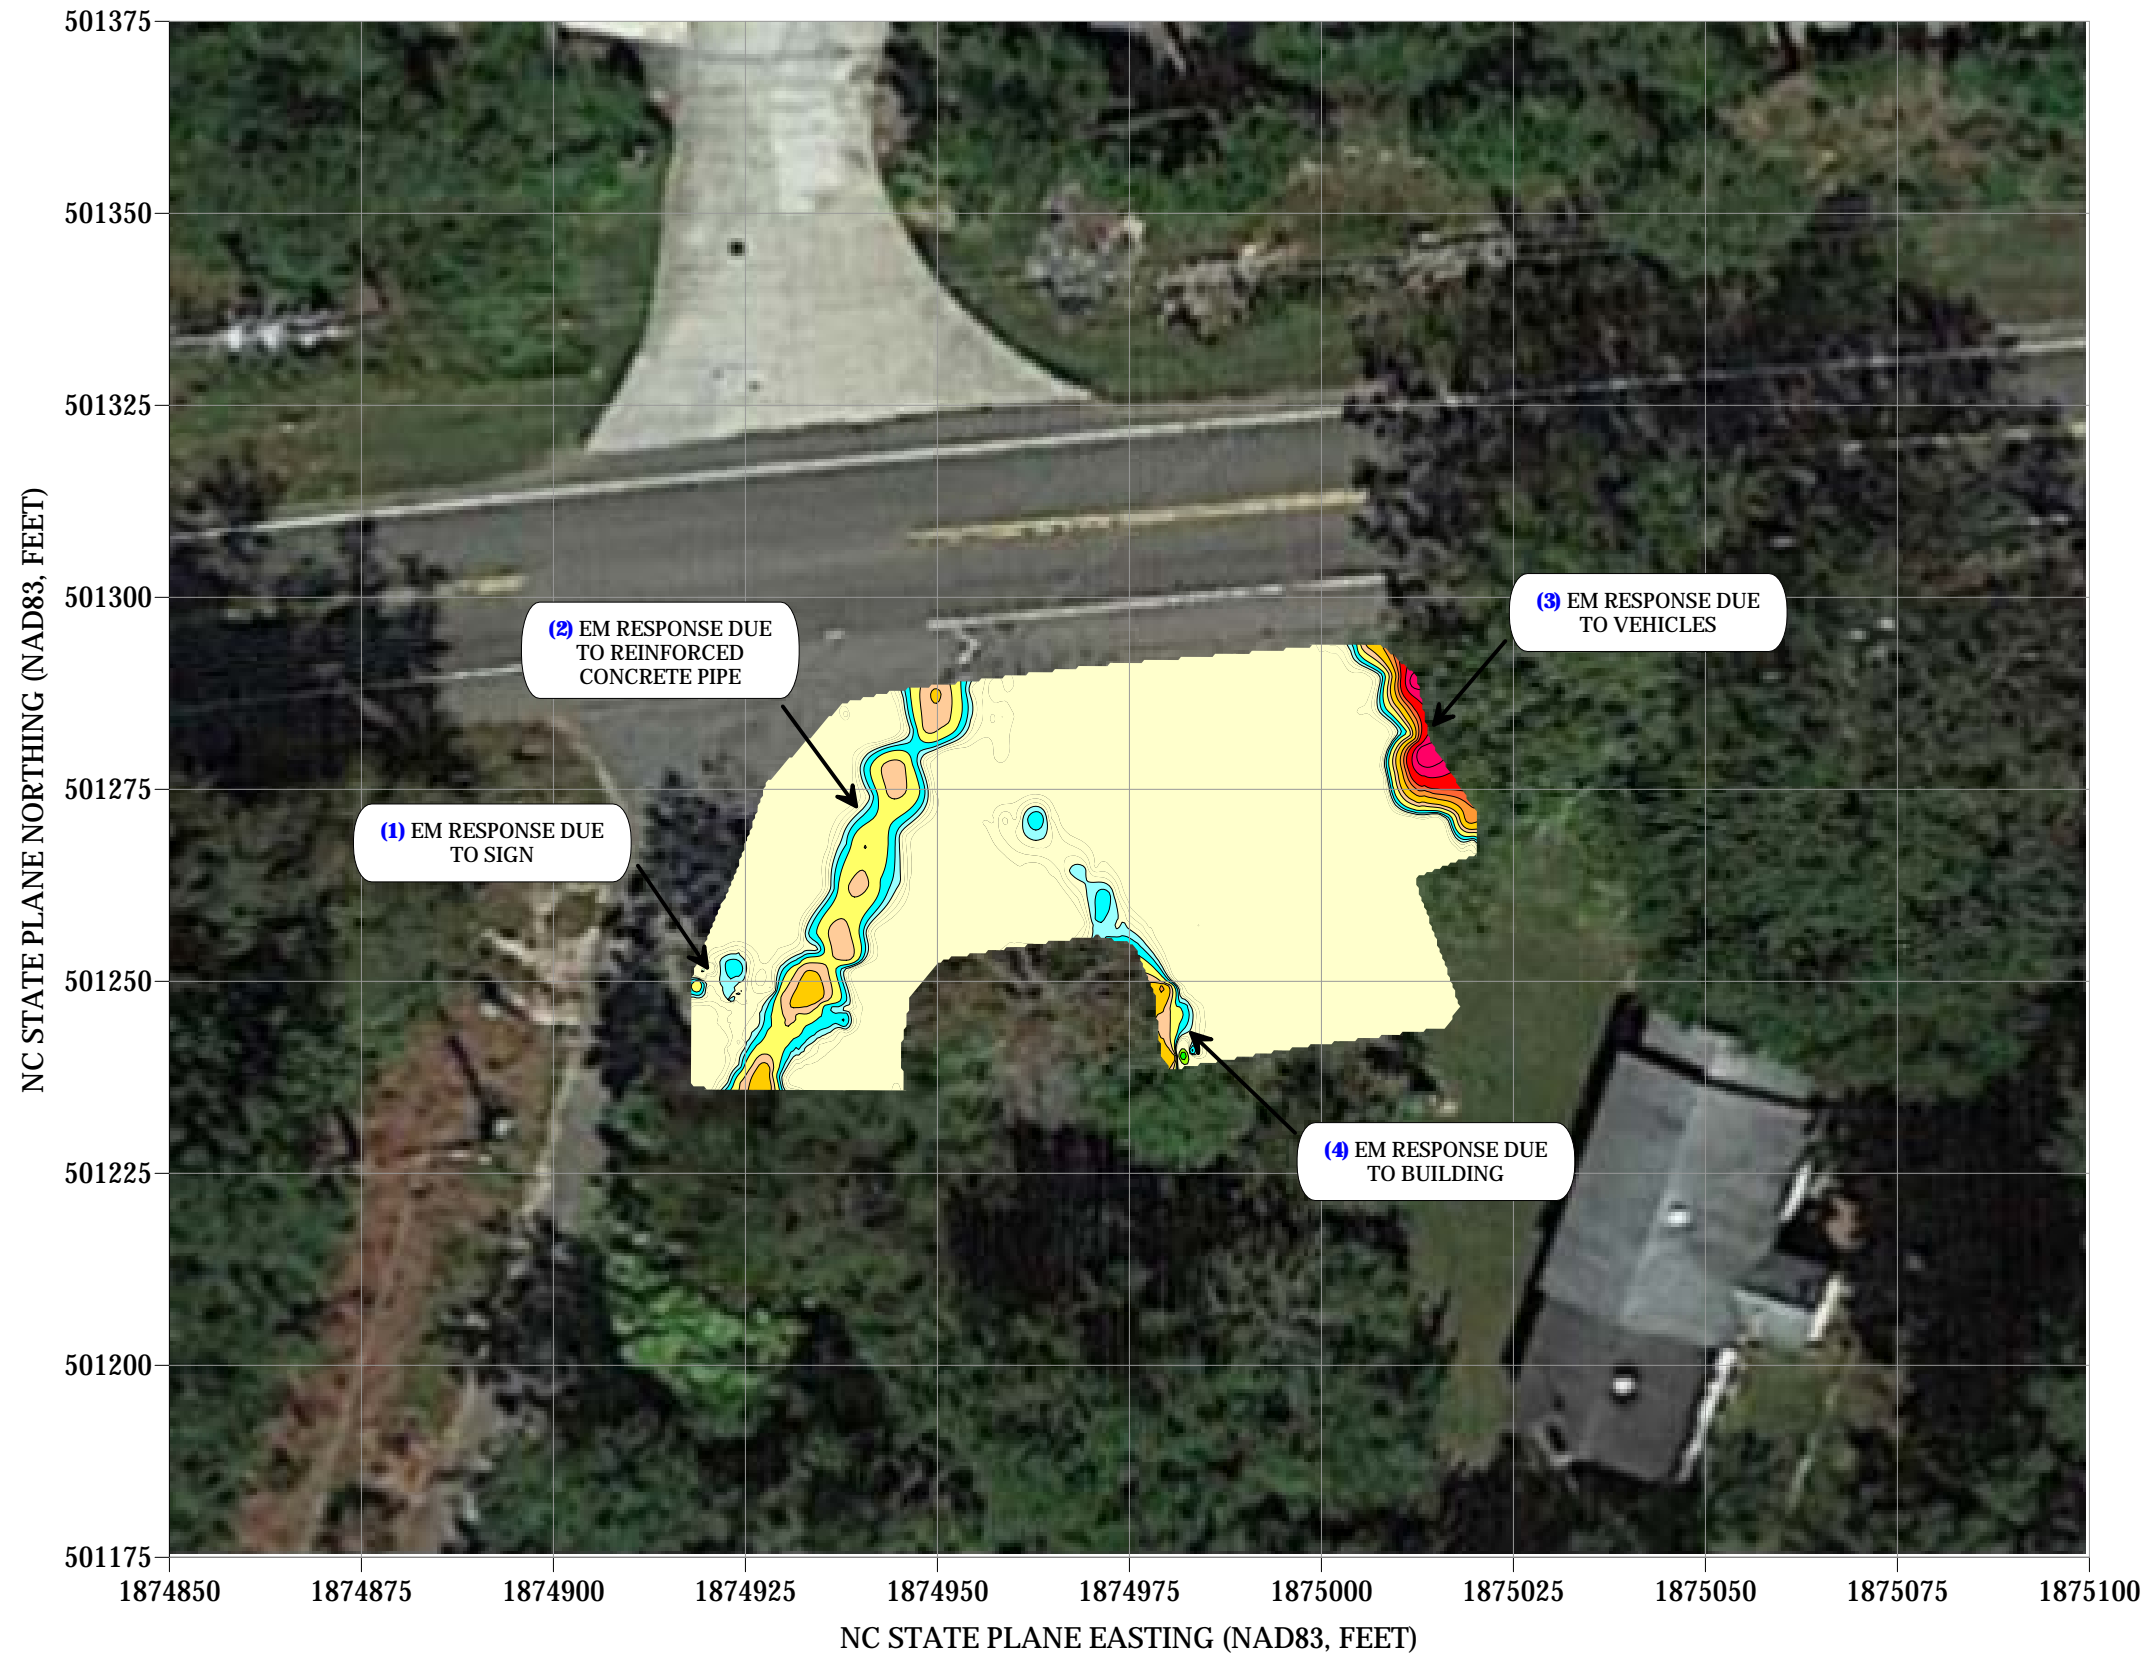 501375
501350
501325
501300
501275
501250
501225
501200
501175
NC STATE PLANE NORTHING (NAD83, FEET)
(2) EM RESPONSE DUE
TO REINFORCED
CONCRETE PIPE
(3) EM RESPONSE DUE
TO VEHICLES
(1) EM RESPONSE DUE
TO SIGN
(4) EM RESPONSE DUE
TO BUILDING
1874850 1874875 1874900 1874925 1874950 1874975 1875000 1875025 1875050 1875075 1875100
NC STATE PLANE EASTING (NAD83, FEET)